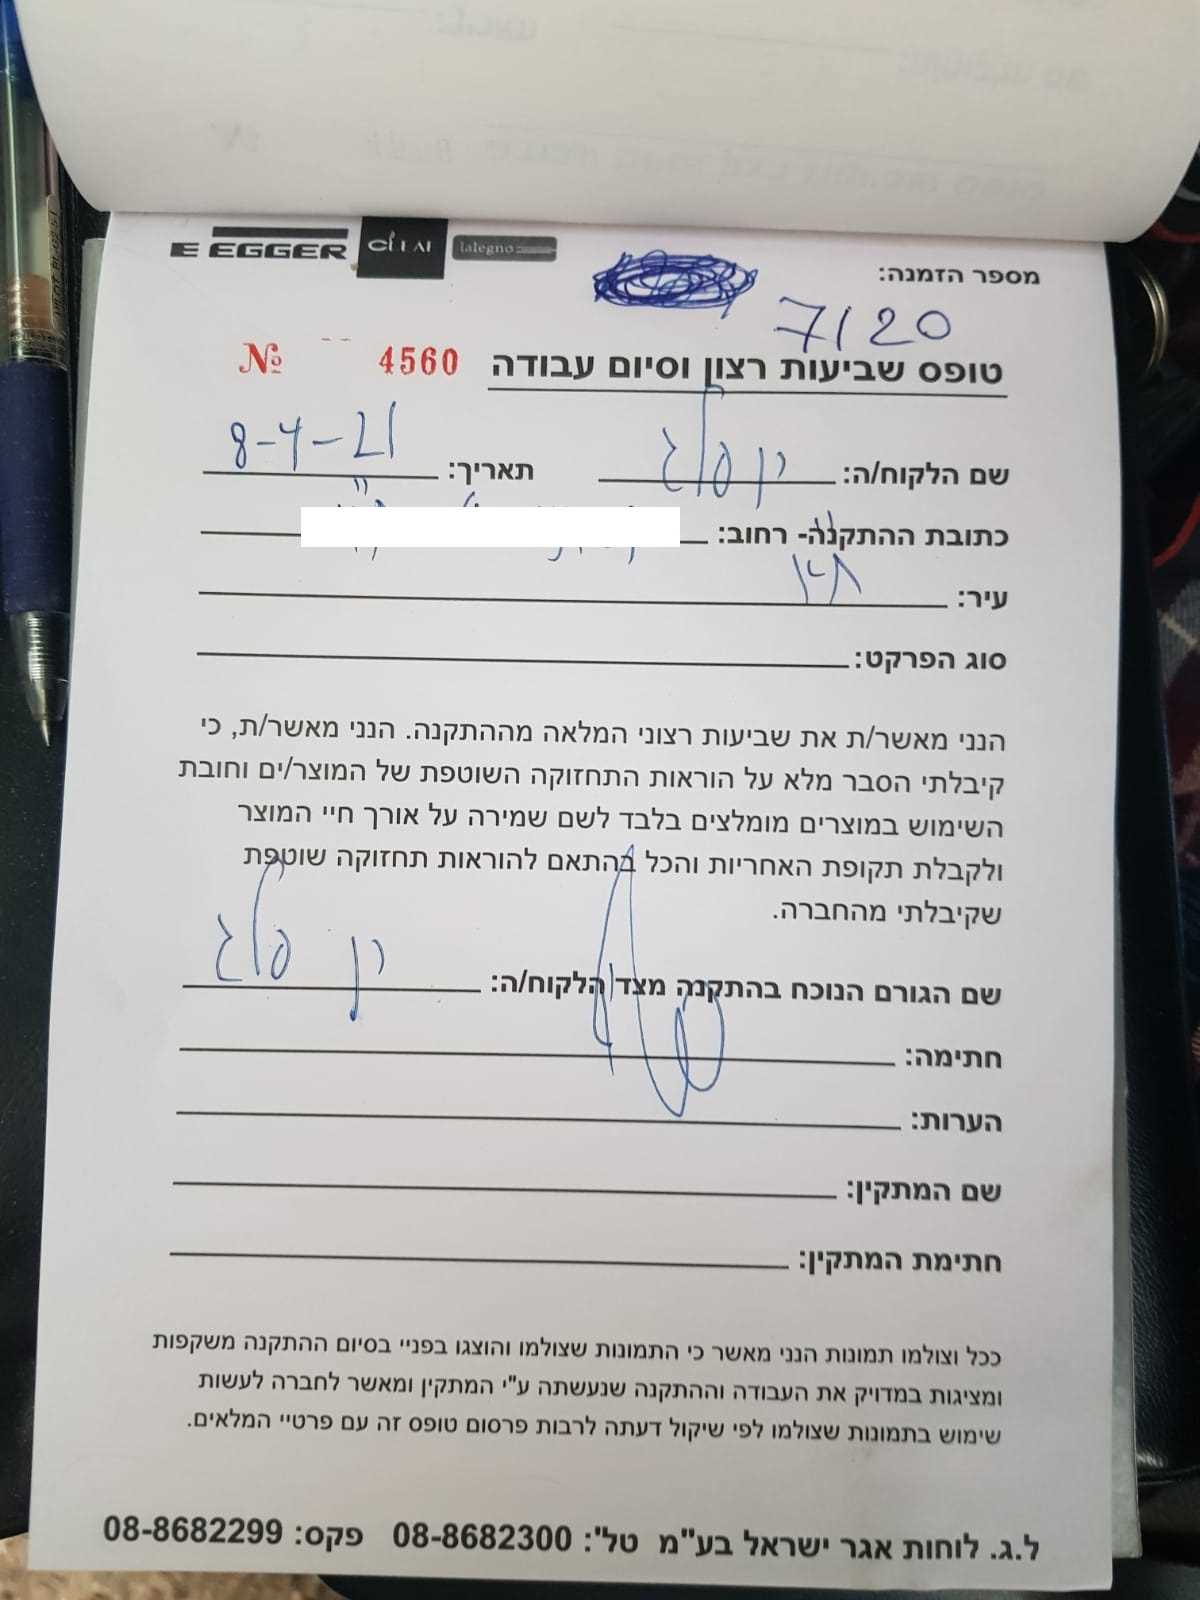 E EGGER CILAI lalegno
מספר הזמנה:
7120
טופס שביעות רצון וסיום עבודה № 4560
שם הלקוח/ה: תאריך: 8-4-21
כתובת ההתקנה- רחוב:
עיר:
סוג הפרקט:
הנני מאשר/ת את שביעות רצוני המלאה מההתקנה. הנני מאשר/ת, כי
קיבלתי הסבר מלא על הוראות התחזוקה השוטפת של המוצר/ים וחובת
השימוש במוצרים מומלצים בלבד לשם שמירה על אורך חיי המוצר
ולקבלת תקופת האחריות והכל בהתאם להוראות תחזוקה שוטפת
שקיבלתי מהחברה.
שם הגורם הנוכח בהתקנה מצד הלקוח/ה:
חתימה:
הערות:
שם המתקין:
חתימת המתקין:
ככל וצולמו תמונות הנני מאשר כי התמונות שצולמו והוצגו בפניי בסיום ההתקנה משקפות
ומציגות במדויק את העבודה וההתקנה שנעשתה ע"י המתקין ומאשר לחברה לעשות
שימוש בתמונות שצולמו לפי שיקול דעתה לרבות פרסום טופס זה עם פרטיי המלאים.
ל.ג. לוחות אגר ישראל בע"מ טל': 08-8682300 פקס: 08-8682299